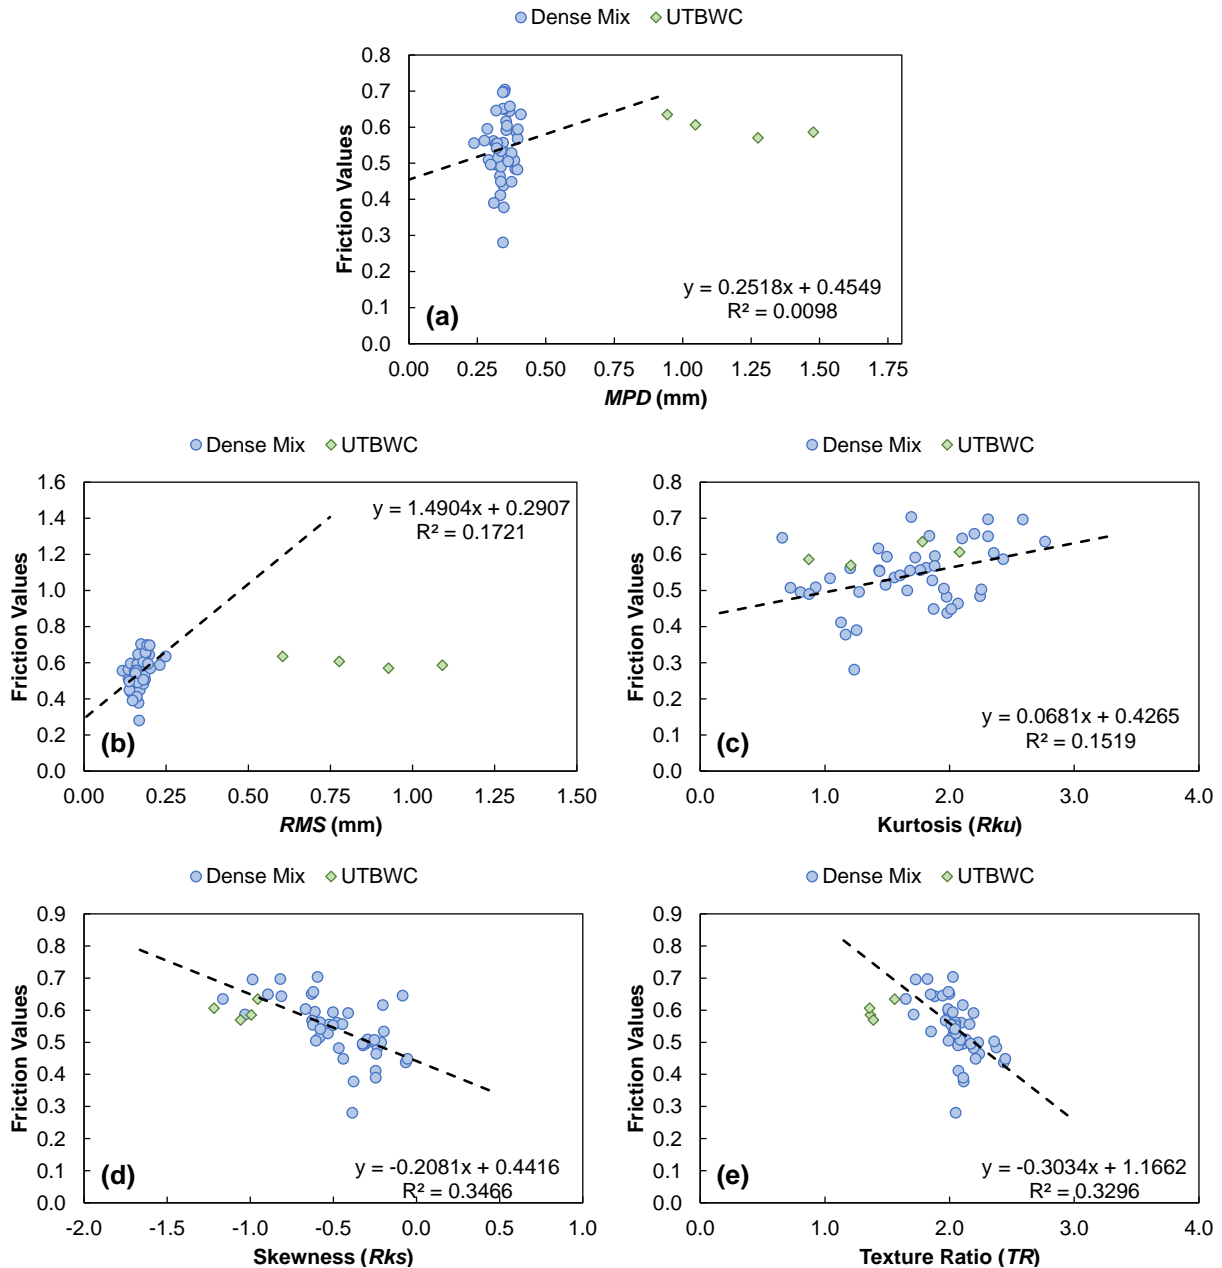 Dense Mix UTBWC
0.8
0.7
0.6
0.5
0.4
0.3
0.2
0.1
0.0
Friction Values
(a)
y = 0.2518x + 0.4549
R² = 0.0098
0.00 0.25 0.50 0.75 1.00 1.25 1.50 1.75
MPD (mm)
Dense Mix UTBWC
1.6
1.4
1.2
1.0
0.8
0.6
0.4
0.2
0.0
Friction Values
y = 1.4904x + 0.2907
R² = 0.1721
(b)
0.00 0.25 0.50 0.75 1.00 1.25 1.50
RMS (mm)
Dense Mix UTBWC
0.8
0.7
0.6
0.5
0.4
0.3
0.2
0.1
0.0
Friction Values
(c)
y = 0.0681x + 0.4265
R² = 0.1519
0.0 1.0 2.0 3.0 4.0
Kurtosis (Rku)
Dense Mix UTBWC
0.9
0.8
0.7
0.6
0.5
0.4
0.3
0.2
0.1
0.0
Friction Values
(d)
y = -0.2081x + 0.4416
R² = 0.3466
-2.0 -1.5 -1.0 -0.5 0.0 0.5 1.0
Skewness (Rks)
Dense Mix UTBWC
0.9
0.8
0.7
0.6
0.5
0.4
0.3
0.2
0.1
0.0
Friction Values
(e)
y = -0.3034x + 1.1662
R² = 0.3296
0.0 1.0 2.0 3.0 4.0
Texture Ratio (TR)